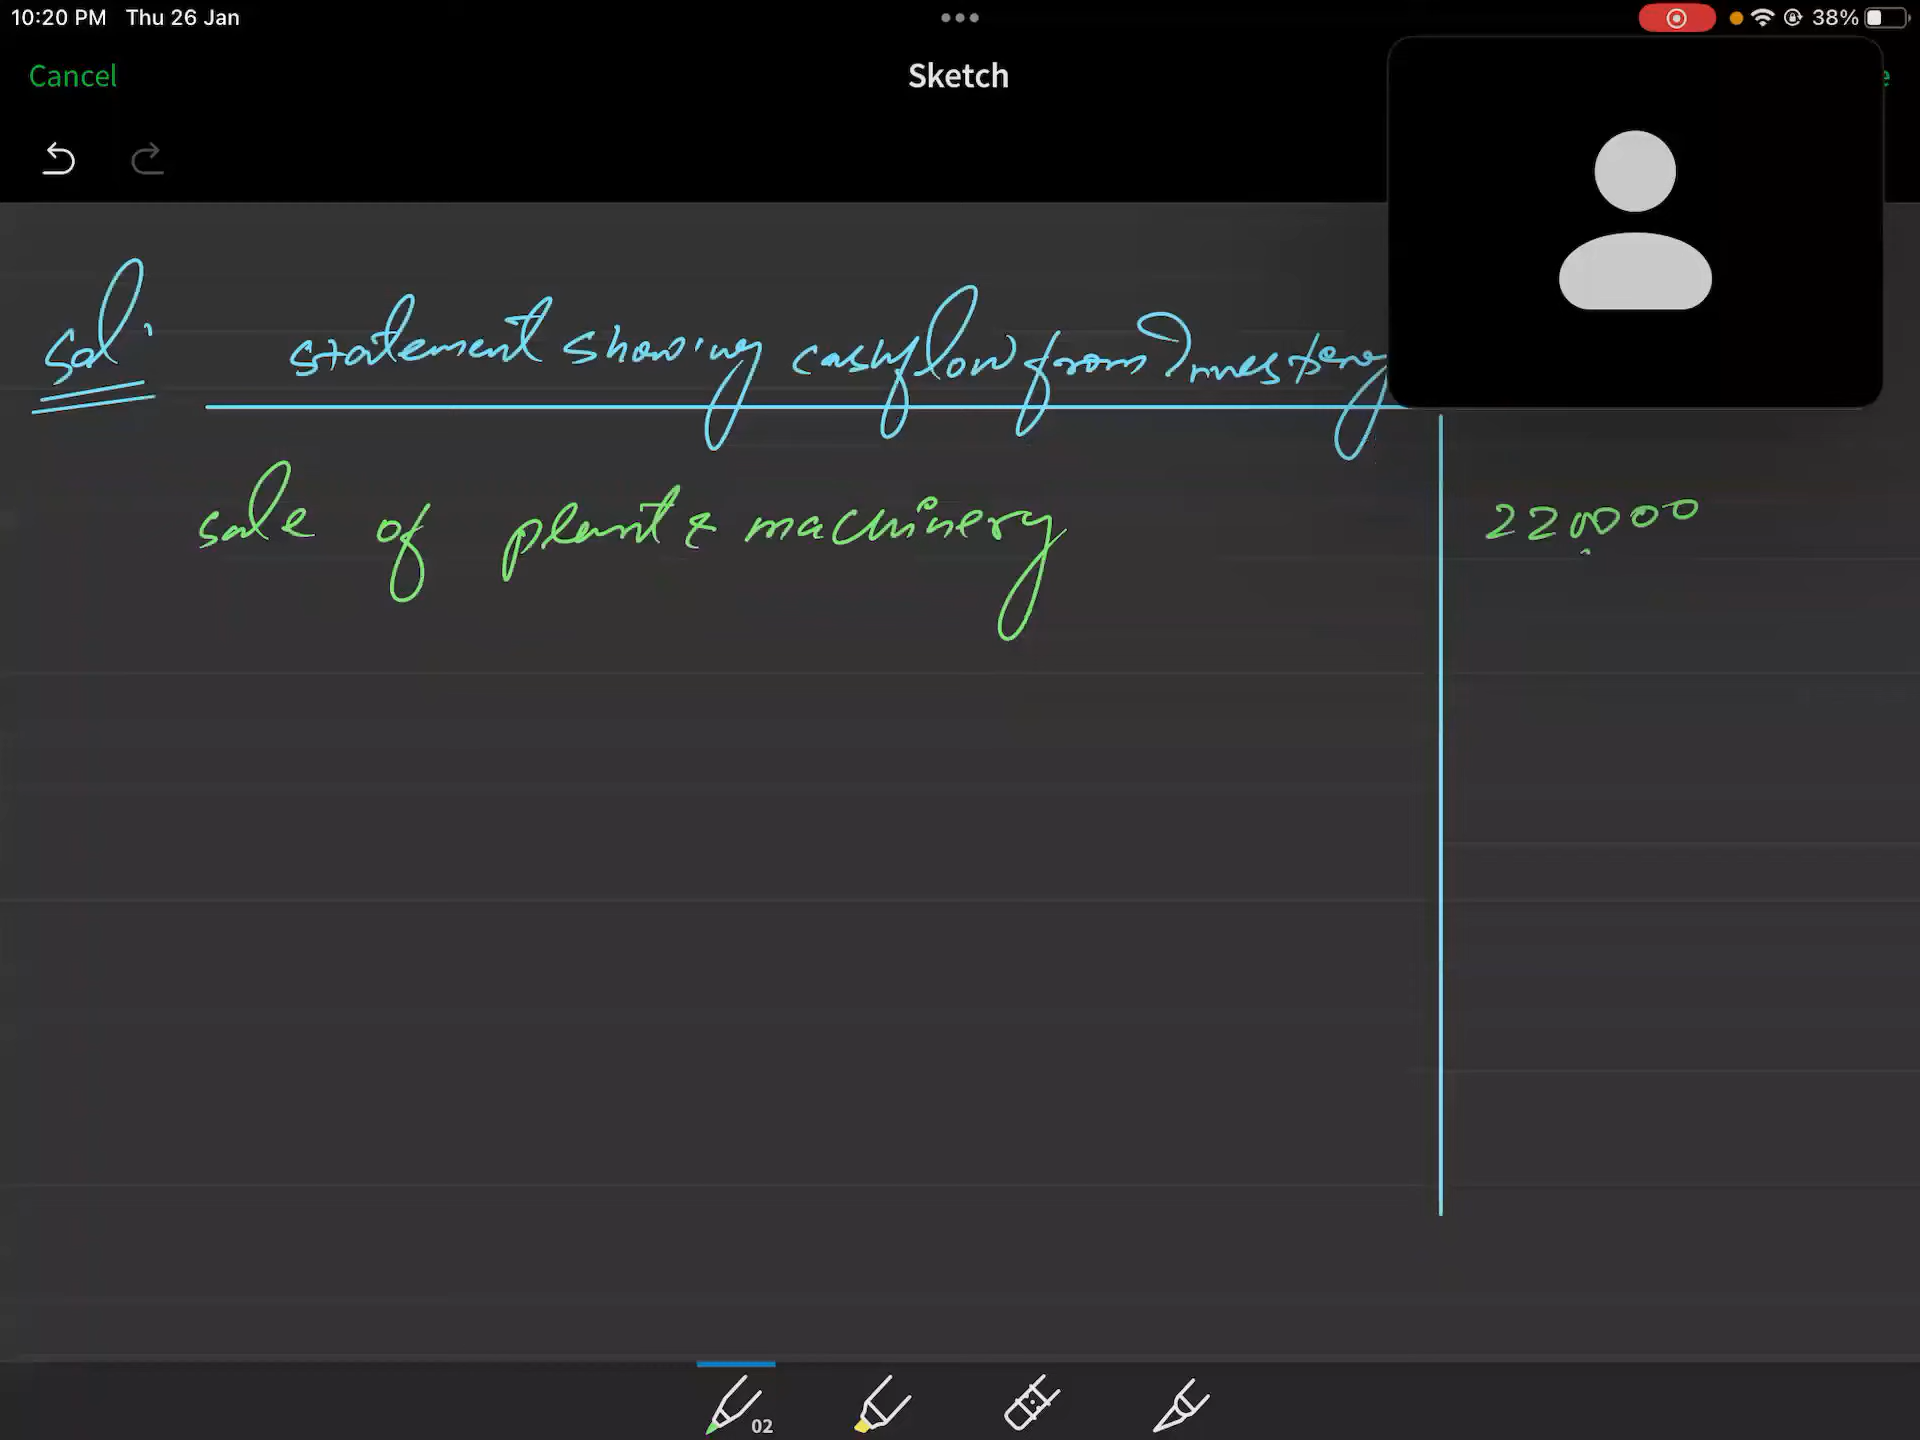 10:20 PM Thu 26 Jan
38%
Cancel
Sketch
e
sol:
statement showing cashflow from Investing
sale of plant & machinery 220000
02